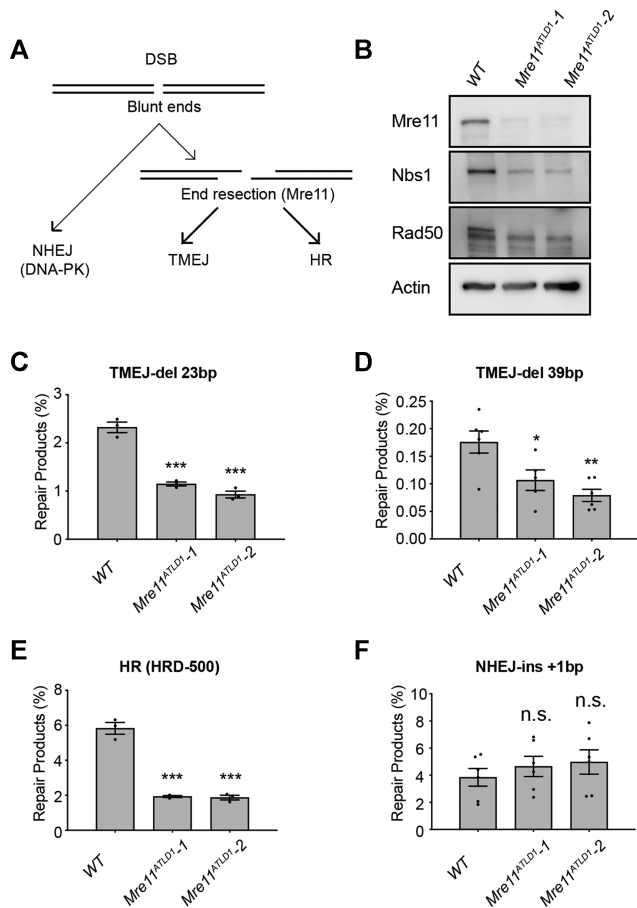 A
DSB
Blunt ends
End resection (Mre11)
NHEJ
(DNA-PK)
TMEJ
HR
B
WT
Mre11ATLD1-1
Mre11ATLD1-2
Mre11
Nbs1
Rad50
Actin
C
TMEJ-del 23bp
Repair Products (%)
3
2
1
0
***
***
WT
Mre11ATLD1-1
Mre11ATLD1-2
D
TMEJ-del 39bp
Repair Products (%)
0.25
0.20
0.15
0.10
0.05
0.00
*
**
WT
Mre11ATLD1-1
Mre11ATLD1-2
E
HR (HRD-500)
Repair Products (%)
8
6
4
2
0
***
***
WT
Mre11ATLD1-1
Mre11ATLD1-2
F
NHEJ-ins +1bp
Repair Products (%)
10
8
6
4
2
0
n.s.
n.s.
WT
Mre11ATLD1-1
Mre11ATLD1-2